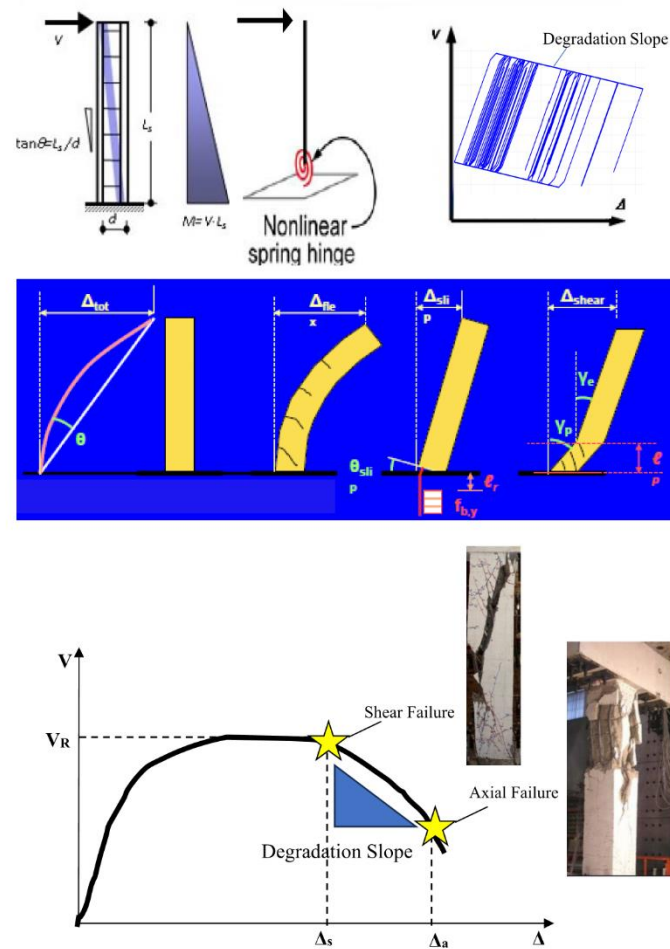 V
tanθ=Lₛ/d
Lₛ
d
M=V·Lₛ
Nonlinear
spring hinge
V
Degradation Slope
Δ
Δtot
θ
Δfle
x
Δsli
p
θsli
p
ℓr
fb,y
Δshear
γe
γp
ℓ
p
V
VR
Shear Failure
Axial Failure
Degradation Slope
Δs
Δa
Δ